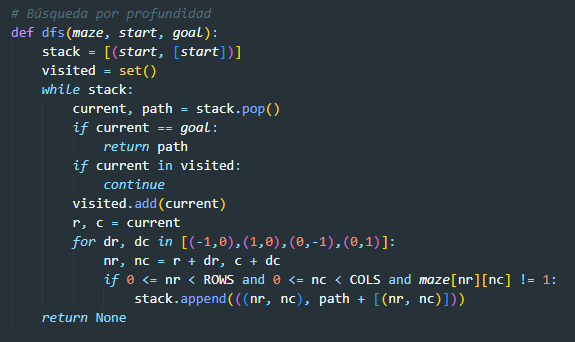 # Búsqueda por profundidad
def dfs(maze, start, goal):
    stack = [(start, [start])]
    visited = set()
    while stack:
        current, path = stack.pop()
        if current == goal:
            return path
        if current in visited:
            continue
        visited.add(current)
        r, c = current
        for dr, dc in [(-1,0),(1,0),(0,-1),(0,1)]:
            nr, nc = r + dr, c + dc
            if 0 <= nr < ROWS and 0 <= nc < COLS and maze[nr][nc] != 1:
                stack.append(((nr, nc), path + [(nr, nc)]))
    return None